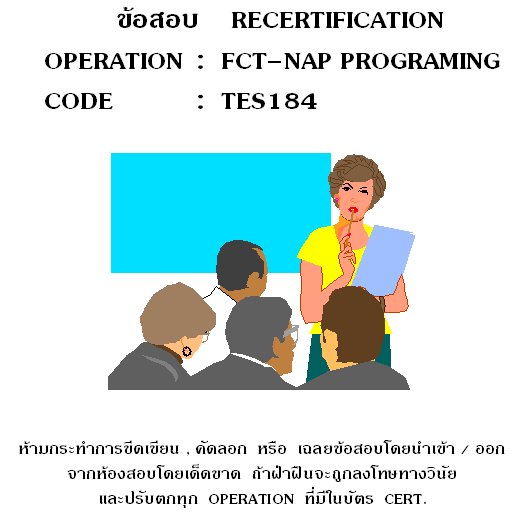 ข้อสอบ RECERTIFICATION
OPERATION : FCT-NAP PROGRAMING
CODE : TES184
ห้ามกระทำการขีดเขียน , คัดลอก หรือ เฉลยข้อสอบโดยนำเข้า / ออก
จากห้องสอบโดยเด็ดขาด ถ้าฝ่าฝืนจะถูกลงโทษทางวินัย
และปรับตกทุก OPERATION ที่มีในบัตร CERT.